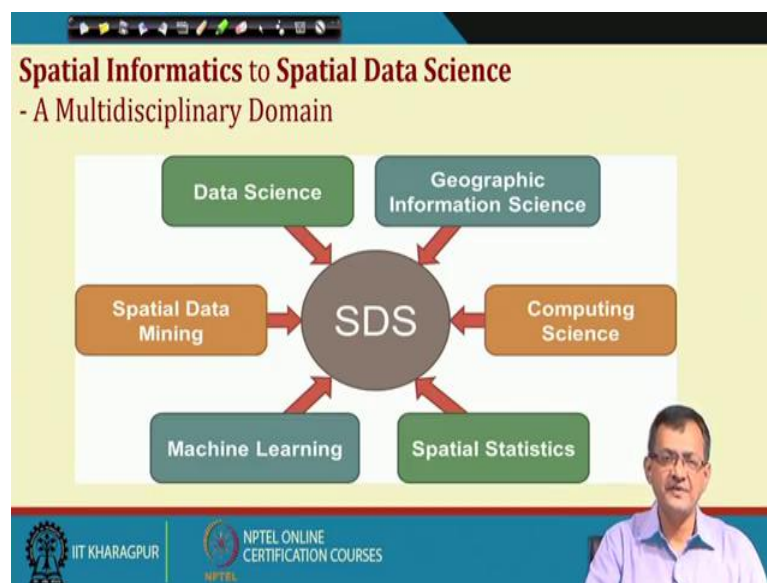 Spatial Informatics to Spatial Data Science
- A Multidisciplinary Domain
Data Science
Geographic
Information Science
Spatial Data
Mining
SDS
Computing
Science
Machine Learning
Spatial Statistics
IIT KHARAGPUR
NPTEL
NPTEL ONLINE
CERTIFICATION COURSES